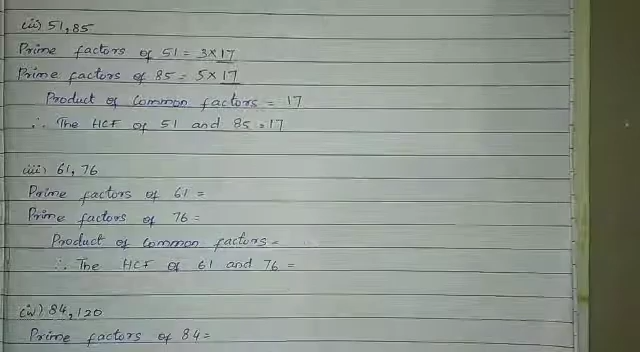 (ii) 51,85
Prime factors of 51 = 3×17
Prime factors of 85 = 5×17
Product of common factors = 17
∴ The HCF of 51 and 85 = 17
(iii) 61, 76
Prime factors of 61 =
Prime factors of 76 =
Product of common factors =
∴ The HCF of 61 and 76 =
(iv) 84,120
Prime factors of 84 =